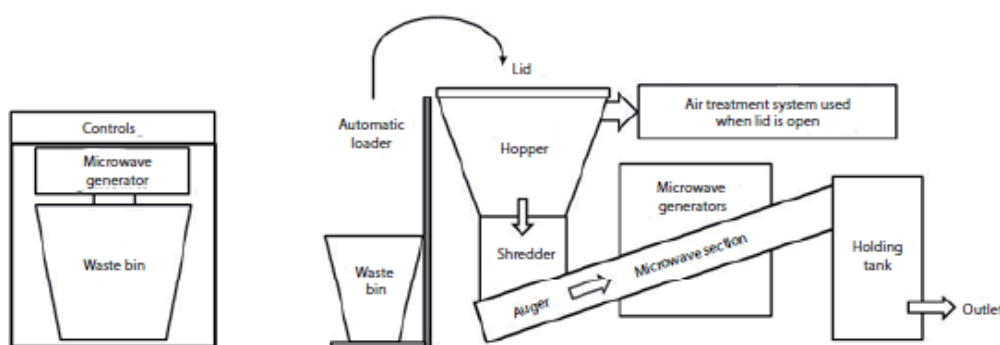 Controls
Microwave
generator
Waste bin
Automatic
loader
Waste
bin
Lid
Hopper
Shredder
Auger
Microwave section
Microwave
generators
Air treatment system used
when lid is open
Holding
tank
Outlet